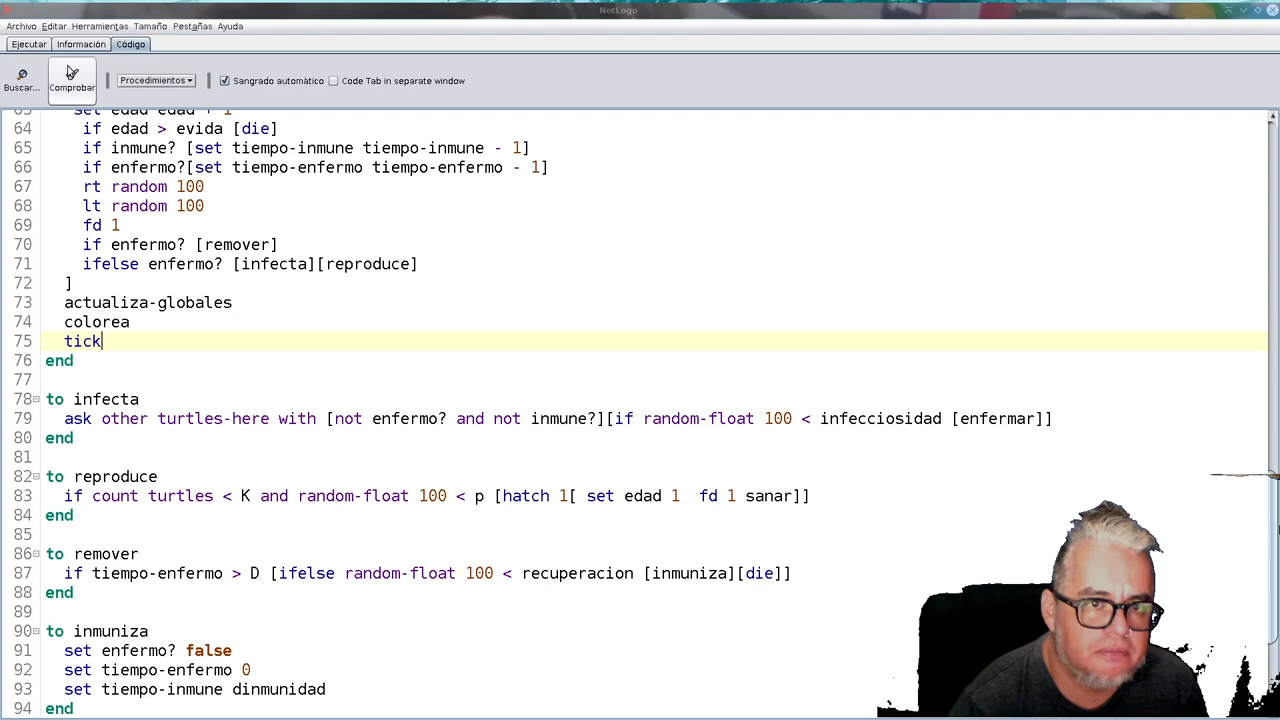 NetLogo
Archivo Editar Herramientas Tamaño Pestañas Ayuda
Ejecutar Información Código
Buscar... Comprobar Procedimientos Sangrado automático Code Tab in separate window
63 set edad edad + 1
64 if edad > evida [die]
65 if inmune? [set tiempo-inmune tiempo-inmune - 1]
66 if enfermo?[set tiempo-enfermo tiempo-enfermo - 1]
67 rt random 100
68 lt random 100
69 fd 1
70 if enfermo? [remover]
71 ifelse enfermo? [infecta][reproduce]
72 ]
73 actualiza-globales
74 colorea
75 tick
76 end
77
78 to infecta
79 ask other turtles-here with [not enfermo? and not inmune?][if random-float 100 < infecciosidad [enfermar]]
80 end
81
82 to reproduce
83 if count turtles < K and random-float 100 < p [hatch 1[ set edad 1 fd 1 sanar]]
84 end
85
86 to remover
87 if tiempo-enfermo > D [ifelse random-float 100 < recuperacion [inmuniza][die]]
88 end
89
90 to inmuniza
91 set enfermo? false
92 set tiempo-enfermo 0
93 set tiempo-inmune dinmunidad
94 end